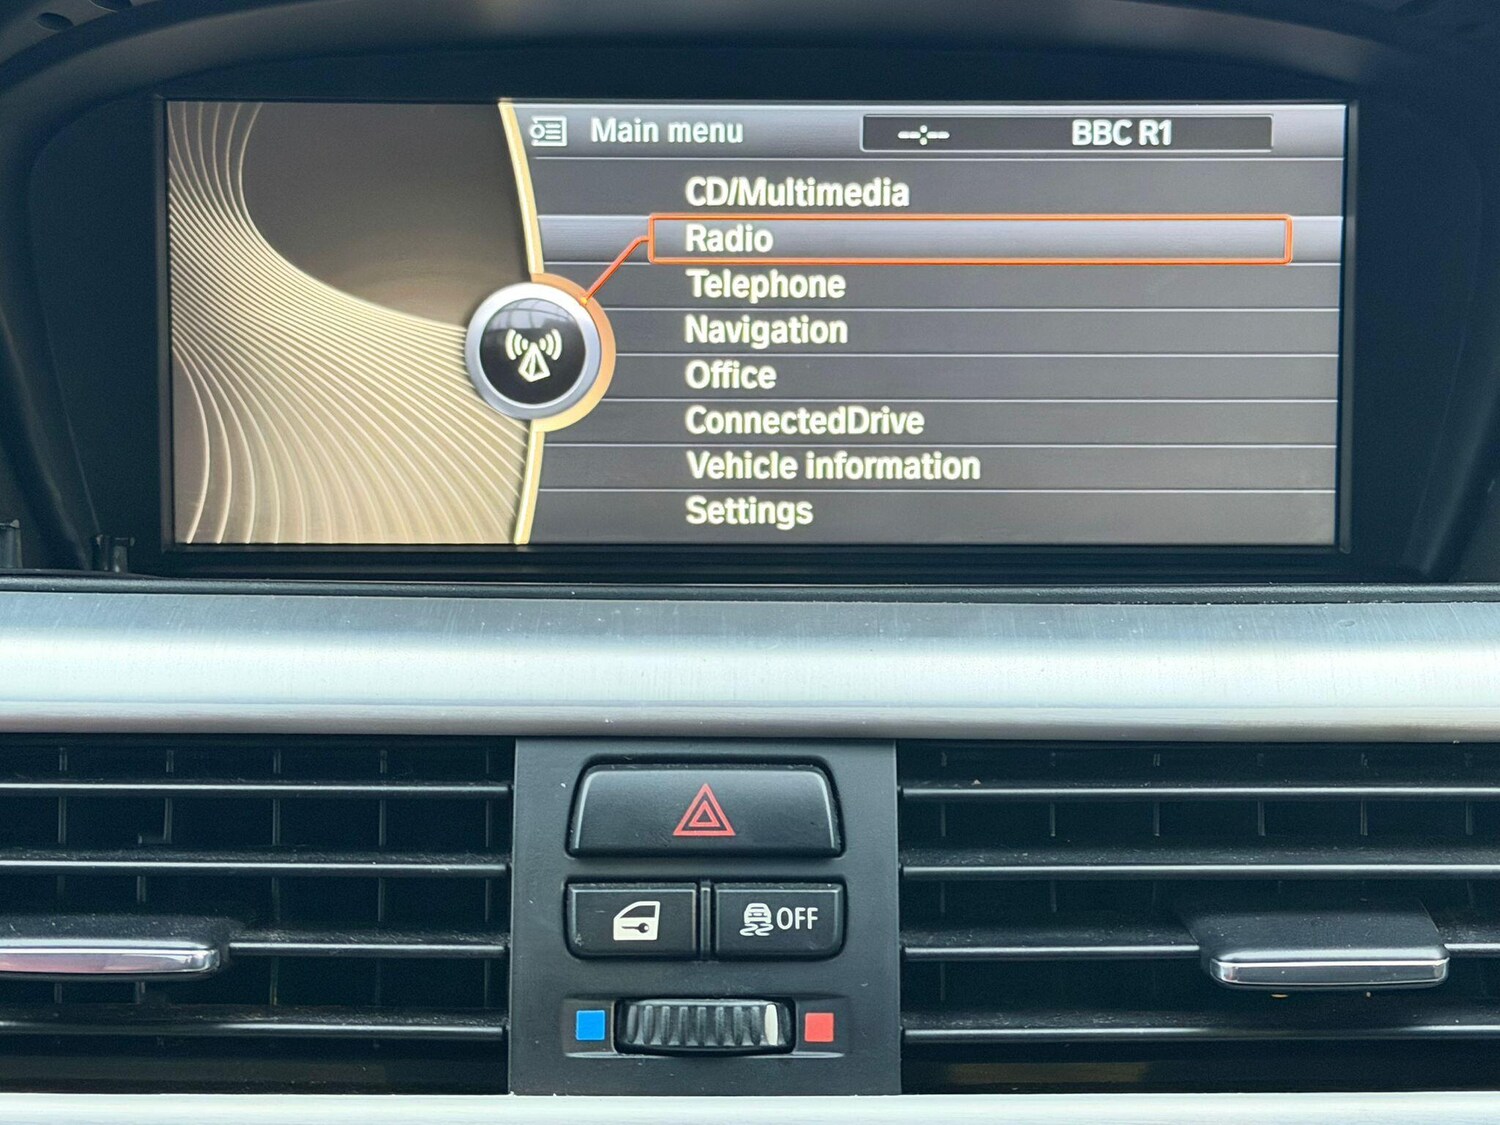 Main menu --:-- BBC R1
CD/Multimedia
Radio
Telephone
Navigation
Office
ConnectedDrive
Vehicle information
Settings
OFF